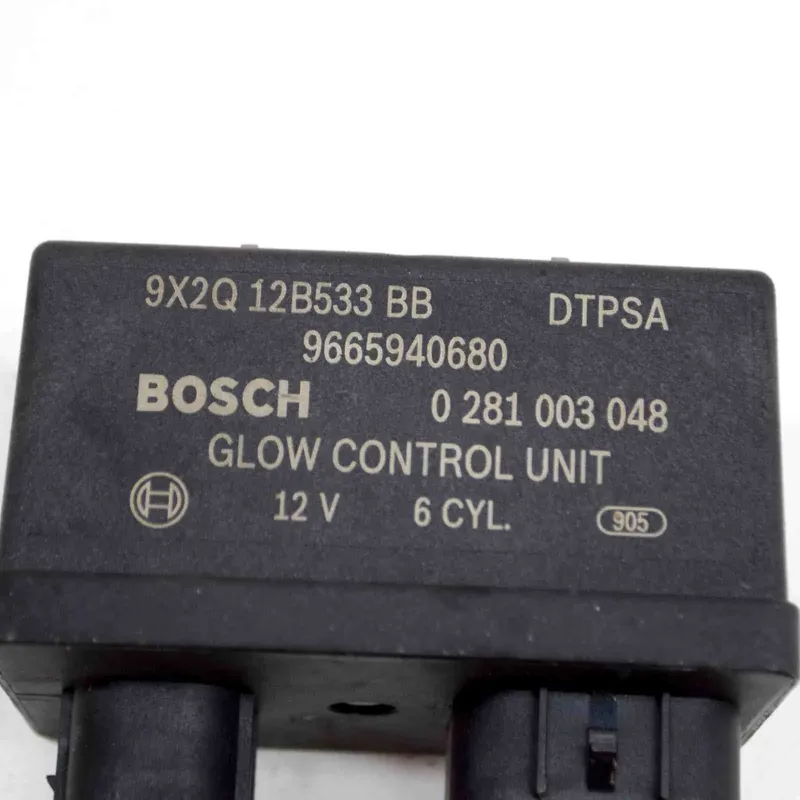 9X2Q 12B533 BB DTPSA
9665940680
BOSCH 0 281 003 048
GLOW CONTROL UNIT
12 V 6 CYL. 905